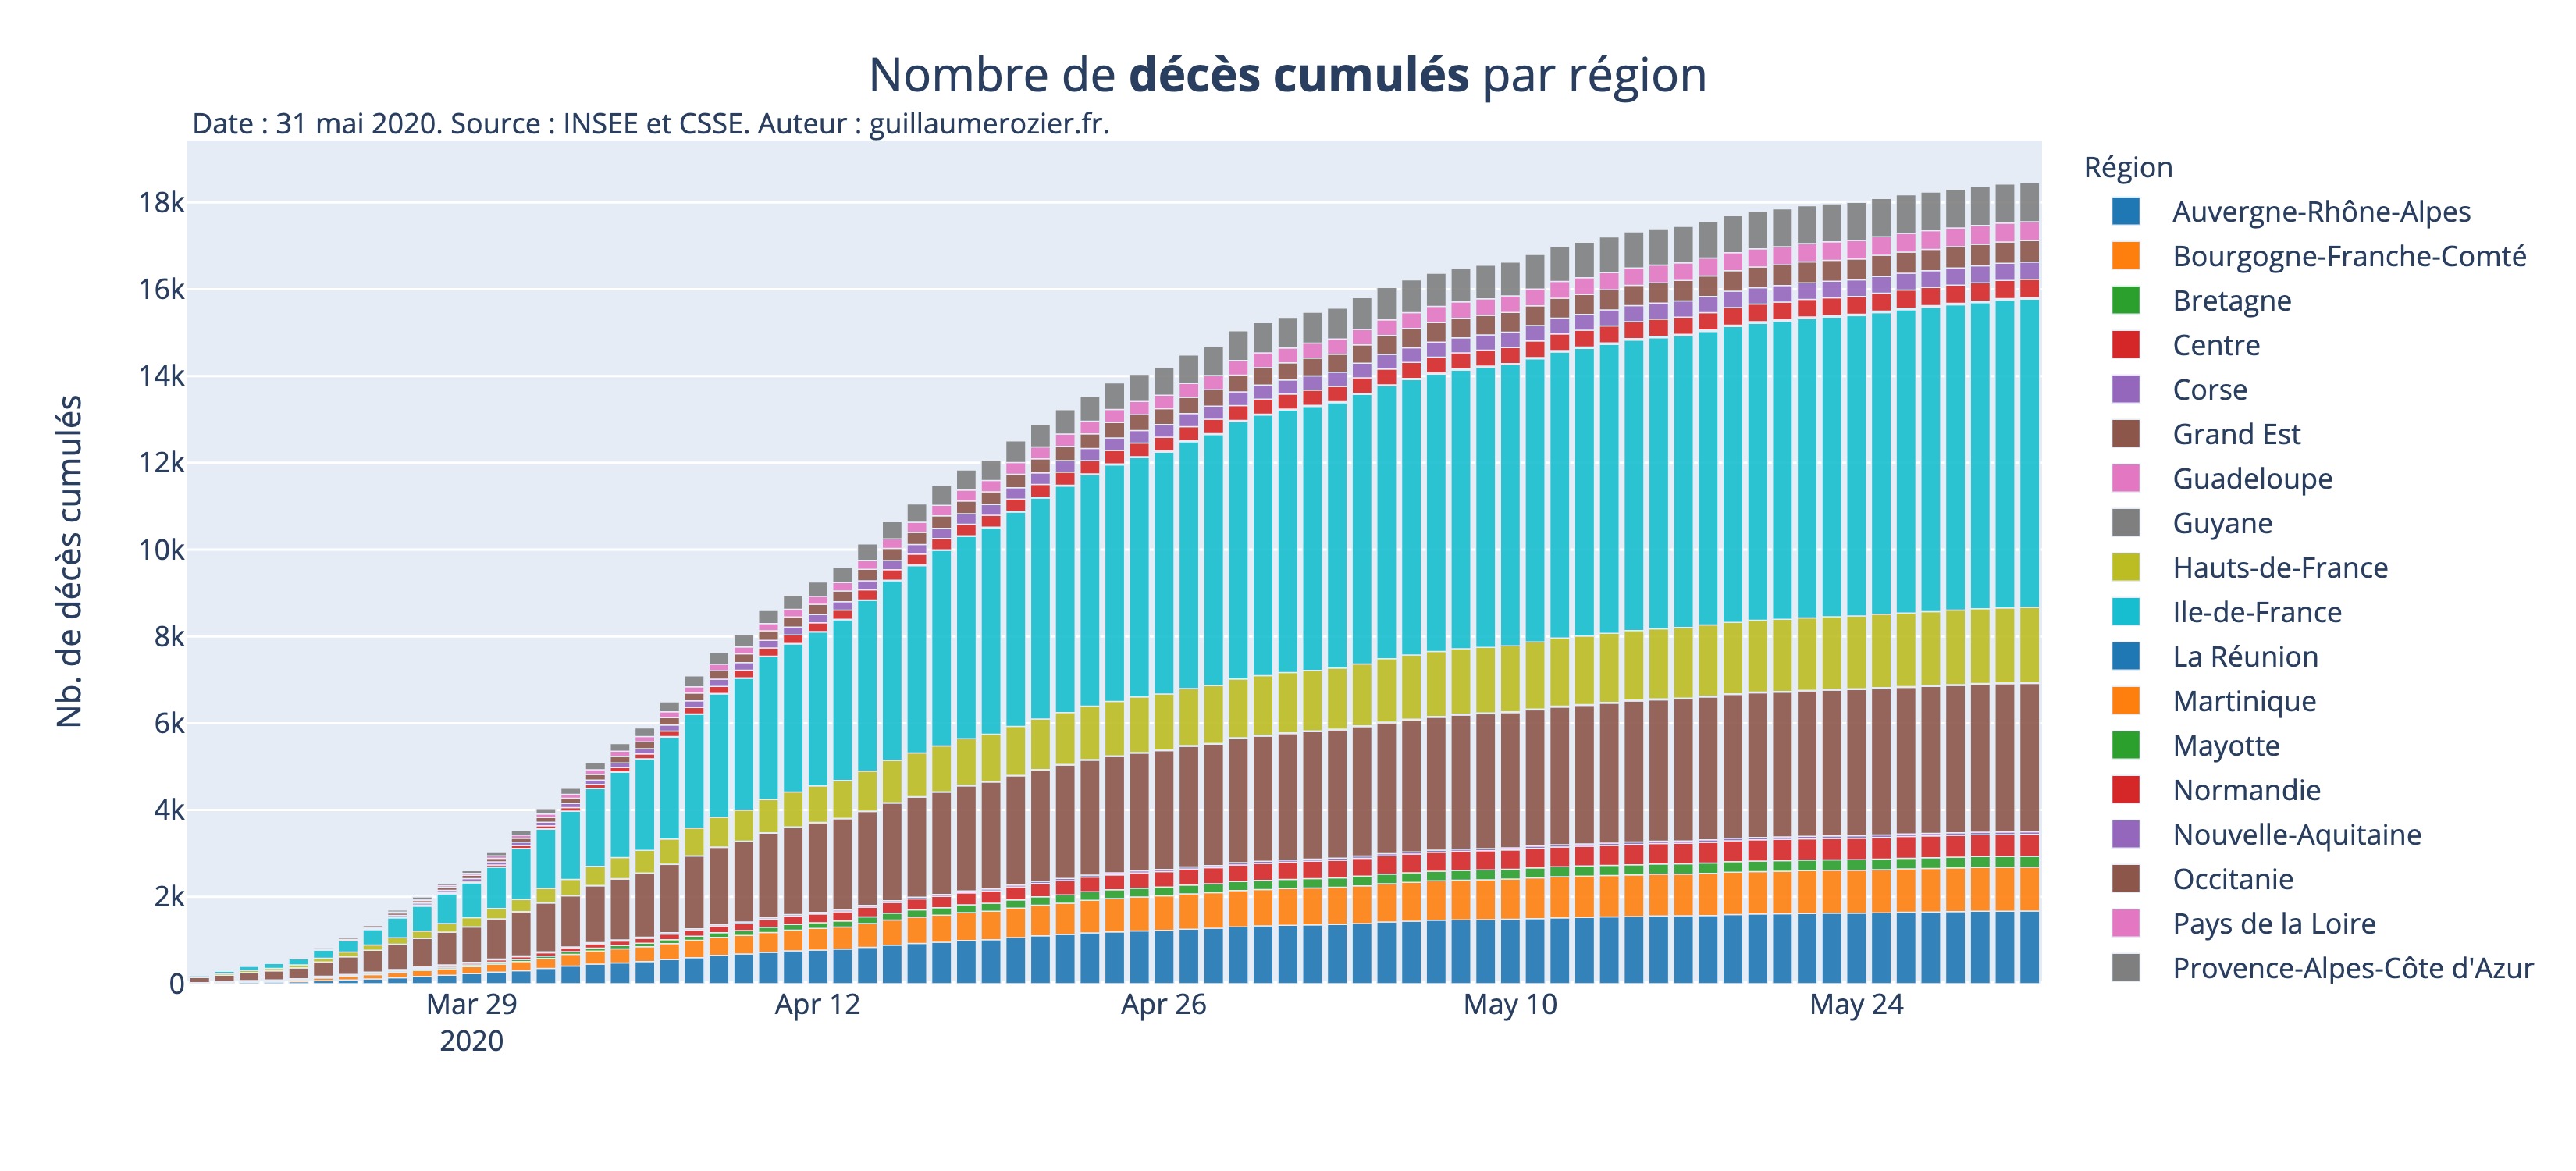 Nombre de décès cumulés par région
Date : 31 mai 2020. Source : INSEE et CSSE. Auteur : guillaumerozier.fr.
Nb. de décès cumulés
18k
16k
14k
12k
10k
8k
6k
4k
2k
0
Mar 29
2020
Apr 12
Apr 26
May 10
May 24
Région
Auvergne-Rhône-Alpes
Bourgogne-Franche-Comté
Bretagne
Centre
Corse
Grand Est
Guadeloupe
Guyane
Hauts-de-France
Ile-de-France
La Réunion
Martinique
Mayotte
Normandie
Nouvelle-Aquitaine
Occitanie
Pays de la Loire
Provence-Alpes-Côte d'Azur